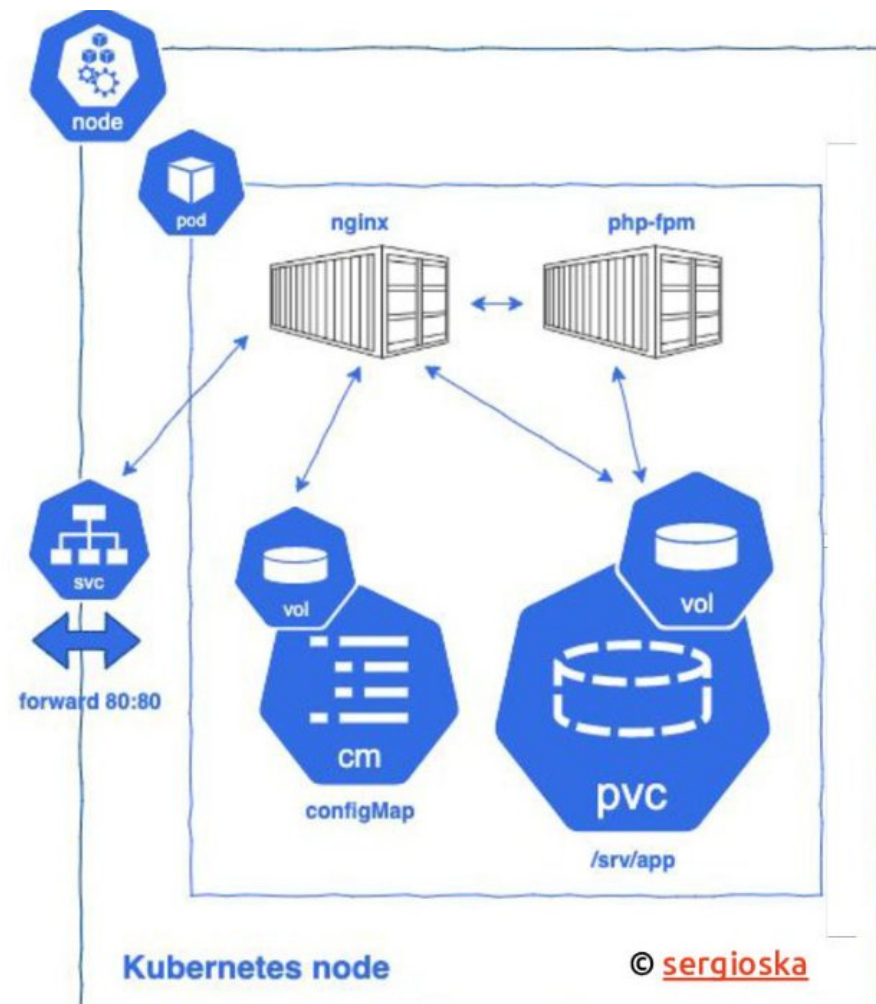 node
pod
nginx
php-fpm
svc
forward 80:80
vol
cm
configMap
vol
pvc
/srv/app
Kubernetes node
© sergioska